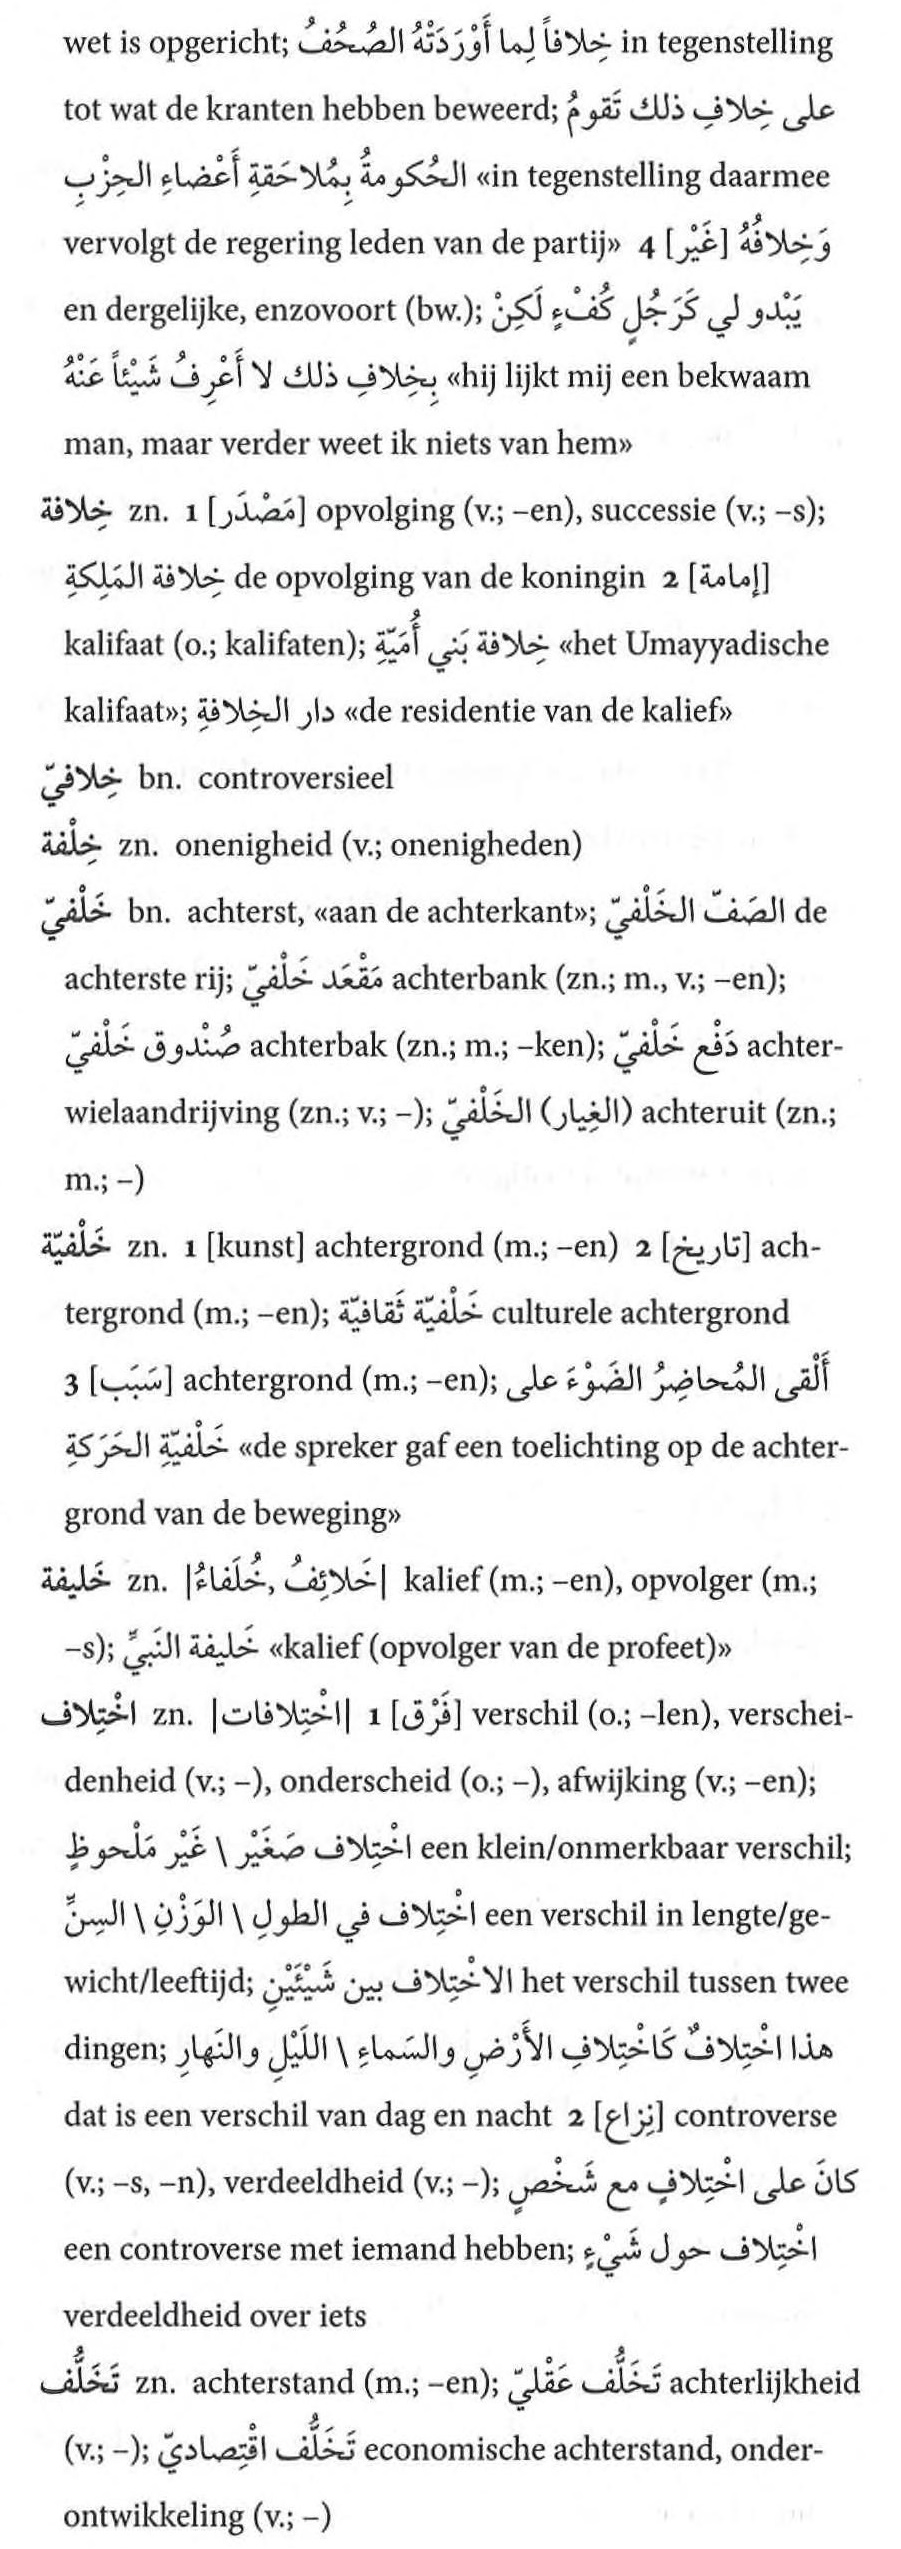 wet is opgericht; خِلافاً لِما أَوْرَدَتْهُ الصُحُفُ in tegenstelling
tot wat de kranten hebben beweerd; على خِلافِ ذلك تَقومُ
الحُكومةُ بِمُلاحَقةِ أَعْضاءِ الحِزْبِ «in tegenstelling daarmee
vervolgt de regering leden van de partij» 4 [غَيْر] وَخِلافُهُ
en dergelijke, enzovoort (bw.); يَبْدو لي كَرَجُلٍ كُفْءٍ لَكِنْ
بِخِلافِ ذلك لا أَعْرِفُ شَيْئاً عَنْهُ «hij lijkt mij een bekwaam
man, maar verder weet ik niets van hem»
خِلافة zn. 1 [مَصْدَر] opvolging (v.; –en), successie (v.; –s);
خِلافة المَلِكةِ de opvolging van de koningin 2 [إمامة]
kalifaat (o.; kalifaten); خِلافة بَني أُمَيّةِ «het Umayyadische
kalifaat»; دار الخِلافةِ «de residentie van de kalief»
خِلافيّ bn. controversieel
خِلْفة zn. onenigheid (v.; onenigheden)
خَلْفيّ bn. achterst, «aan de achterkant»; الصَفّ الخَلْفيّ de
achterste rij; مَقْعَد خَلْفيّ achterbank (zn.; m., v.; –en);
صُنْدوق خَلْفيّ achterbak (zn.; m.; –ken); دَفْع خَلْفيّ achter-
wielaandrijving (zn.; v.; –); (الغِيار) الخَلْفيّ achteruit (zn.;
m.; –)
خَلْفيّة zn. 1 [kunst] achtergrond (m.; –en) 2 [تاريخ] ach-
tergrond (m.; –en); خَلْفيّة ثَقافيّة culturele achtergrond
3 [سَبَب] achtergrond (m.; –en); أَلْقى المُحاضِرُ الضَوْءَ على
خَلْفيّةِ الحَرَكةِ «de spreker gaf een toelichting op de achter-
grond van de beweging»
خَليفة zn. |خَلائِفُ, خُلَفاءُ| kalief (m.; –en), opvolger (m.;
–s); خَليفة النَبيِّ «kalief (opvolger van de profeet)»
اخْتِلاف zn. |اخْتِلافات| 1 [فَرْق] verschil (o.; –len), verschei-
denheid (v.; –), onderscheid (o.; –), afwijking (v.; –en);
اخْتِلاف صَغَيْر \ غَيْر مَلْحوظٍ een klein/onmerkbaar verschil;
اخْتِلاف في الطولِ \ الوَزْنِ \ السِنِّ een verschil in lengte/ge-
wicht/leeftijd; الاخْتِلاف بين شَيْئَيْنِ het verschil tussen twee
dingen; هذا اخْتِلافٌ كَاخْتِلافِ الأَرْضِ والسَماءِ \ اللَيْلِ والنَهارِ
dat is een verschil van dag en nacht 2 [نِزاع] controverse
(v.; –s, –n), verdeeldheid (v.; –); كانَ على اخْتِلافٍ مع شَخْصٍ
een controverse met iemand hebben; اخْتِلاف حول شَيْءٍ
verdeeldheid over iets
تَخَلُّف zn. achterstand (m.; –en); تَخَلُّف عَقْليّ achterlijkheid
(v.; –); تَخَلُّف اقْتِصاديّ economische achterstand, onder-
ontwikkeling (v.; –)